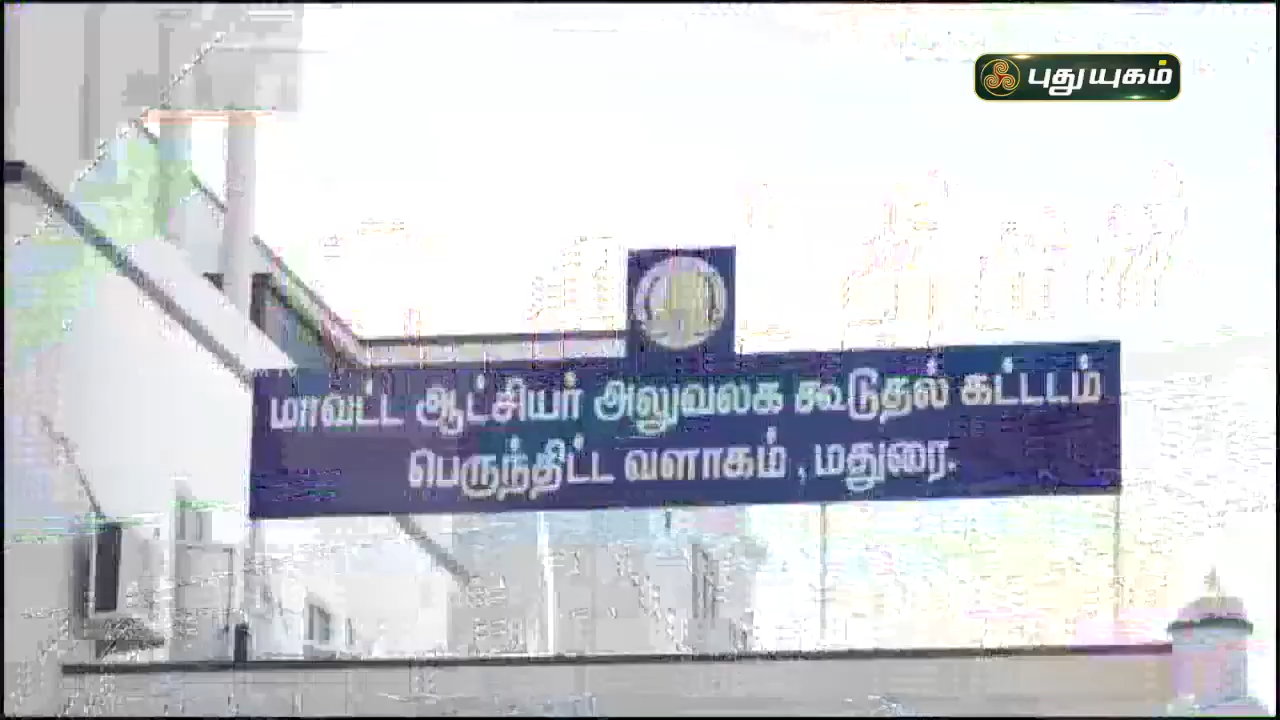 புதுயுகம்
மாவட்ட ஆட்சியர் அலுவலக கூடுதல் கட்டடம்
பெருந்திட்ட வளாகம் , மதுரை.